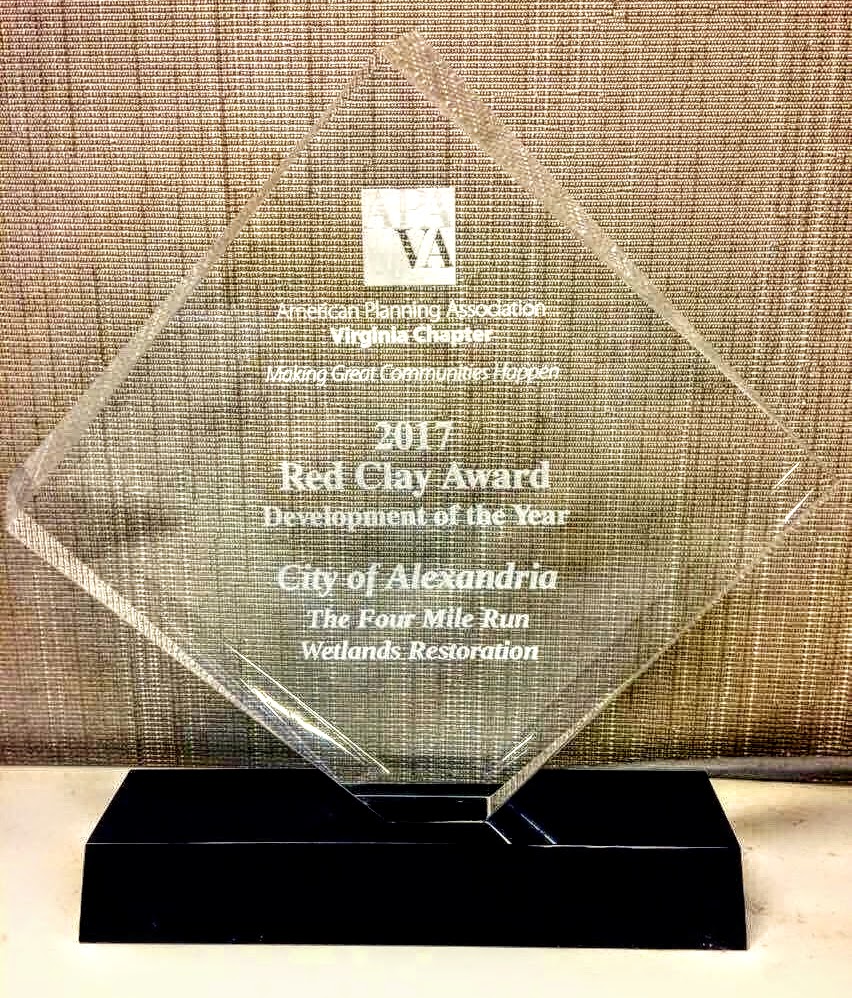 APA
VA
American Planning Association
Virginia Chapter
Making Great Communities Happen
2017
Red Clay Award
Development of the Year
City of Alexandria
The Four Mile Run
Wetlands Restoration